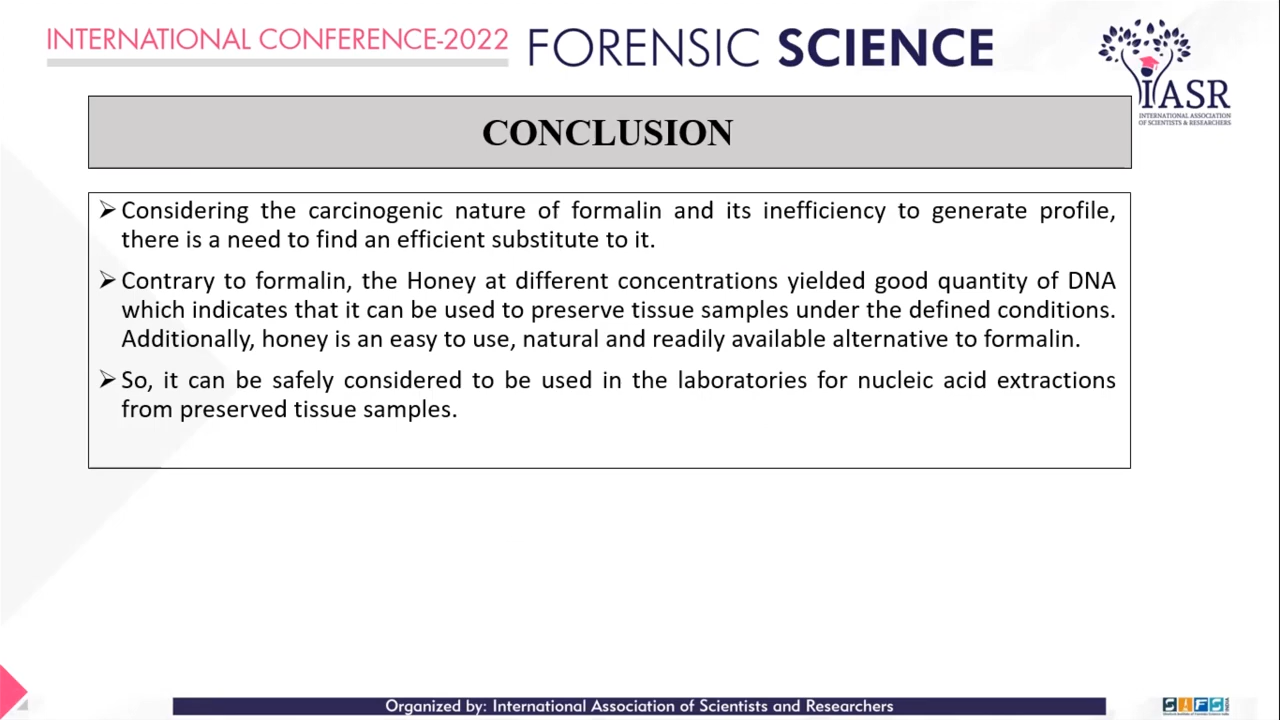 INTERNATIONAL CONFERENCE-2022 FORENSIC SCIENCE
IASR
INTERNATIONAL ASSOCIATION
OF SCIENTISTS & RESEARCHERS
CONCLUSION
➢ Considering the carcinogenic nature of formalin and its inefficiency to generate profile,
there is a need to find an efficient substitute to it.
➢ Contrary to formalin, the Honey at different concentrations yielded good quantity of DNA
which indicates that it can be used to preserve tissue samples under the defined conditions.
Additionally, honey is an easy to use, natural and readily available alternative to formalin.
➢ So, it can be safely considered to be used in the laboratories for nucleic acid extractions
from preserved tissue samples.
Organized by: International Association of Scientists and Researchers
SIFS
INDIA